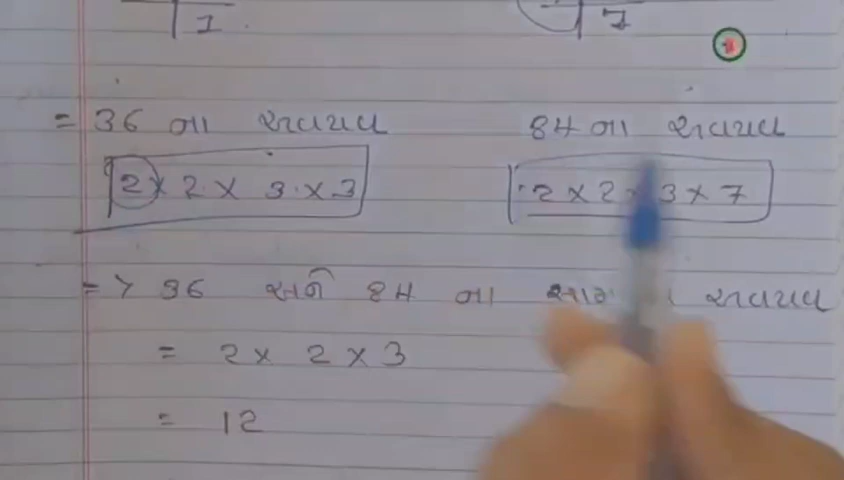 1 7
= 36 ના અવયવ 84 ના અવયવ
2 x 2 x 3 x 3 2 x 2 x 3 x 7
=> 36 અને 84 ના અવયવ
= 2 x 2 x 3
= 12